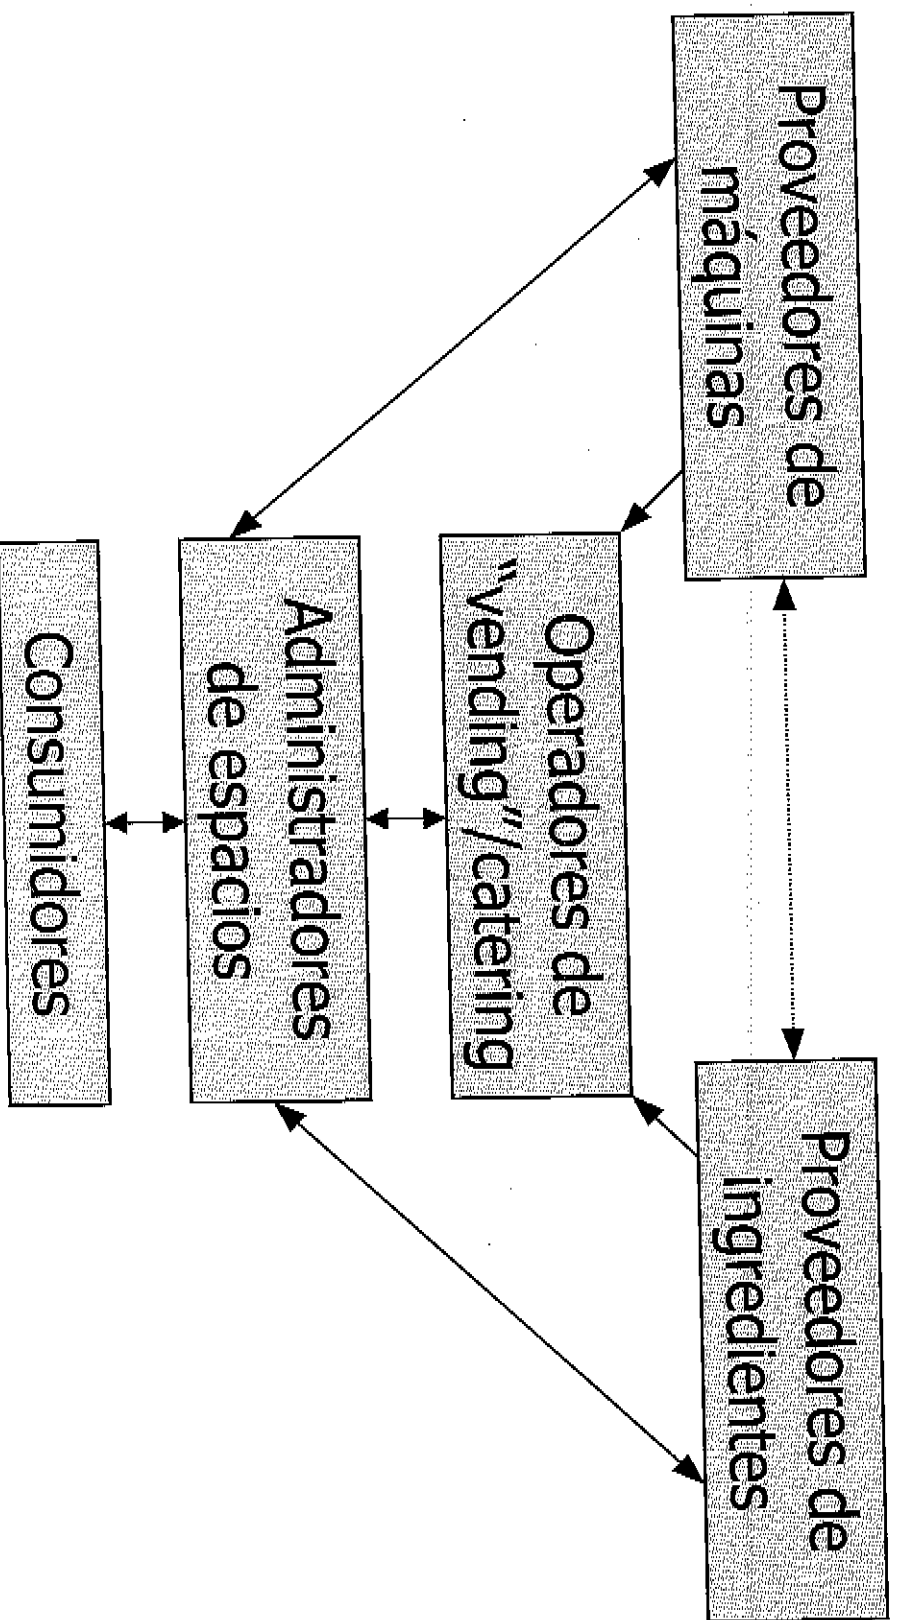 Proveedores de
máquinas
Proveedores de
ingredientes
Operadores de
“vending”/catering
Administradores
de espacios
Consumidores